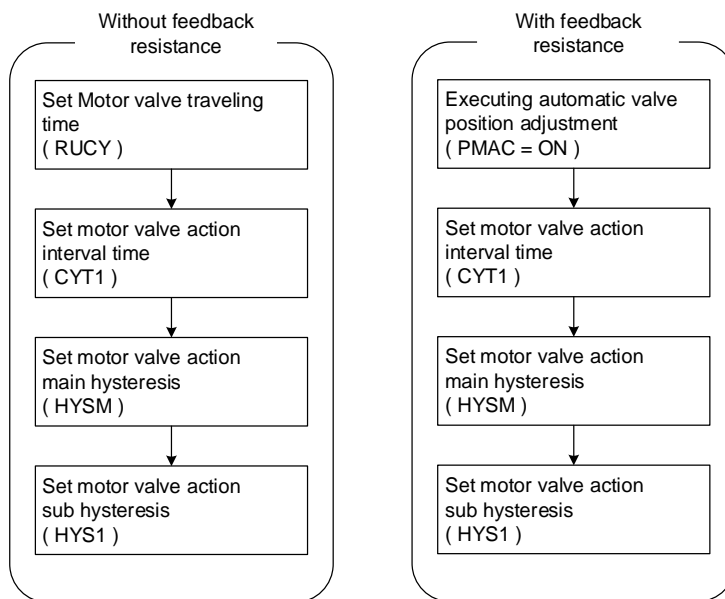 Without feedback
resistance
Set Motor valve traveling
time
( RUCY )
Set motor valve action
interval time
( CYT1 )
Set motor valve action
main hysteresis
( HYSM )
Set motor valve action
sub hysteresis
( HYS1 )
With feedback
resistance
Executing automatic valve
position adjustment
( PMAC = ON )
Set motor valve action
interval time
( CYT1 )
Set motor valve action
main hysteresis
( HYSM )
Set motor valve action
sub hysteresis
( HYS1 )